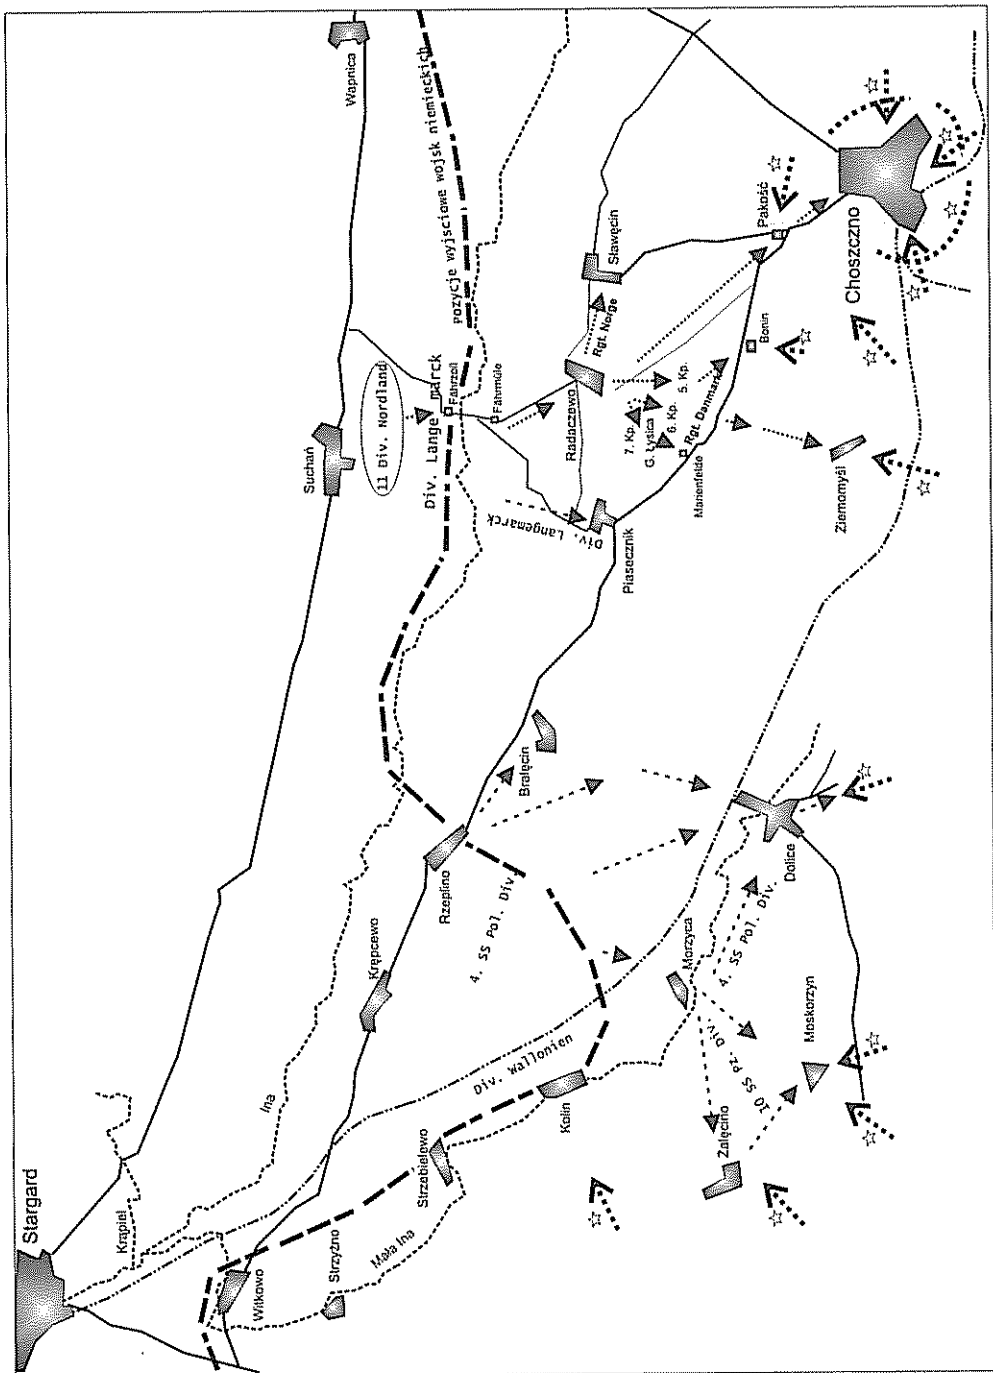 Stargard
Krąpiel
Ina
Witkowo
Strzyżno
Mała Ina
Strzebielewo
Kolin
Div. Wallonien
Krępcewo
Rzeplino
4. SS Pol. Div.
Suchań
Wapnica
11 Div. Nordland
Pozycje wyjściowe wojsk niemieckich
Div. Langemarck
Fährzoll
Fährmüle
Div. Langemarck
Piasecznik
Radaczewo
Rgt. Norge
Sławęcin
7. Kp.
G. Łysica
6. Kp.
5. Kp.
Rgt. Danmark
Marienfelde
Bonin
Pakość
Choszczno
Ziemomyśl
Bralęcin
Dolice
Morzyca
4. SS Pol. Div.
10 SS Pz. Div.
Moskorzyn
Zalęcino